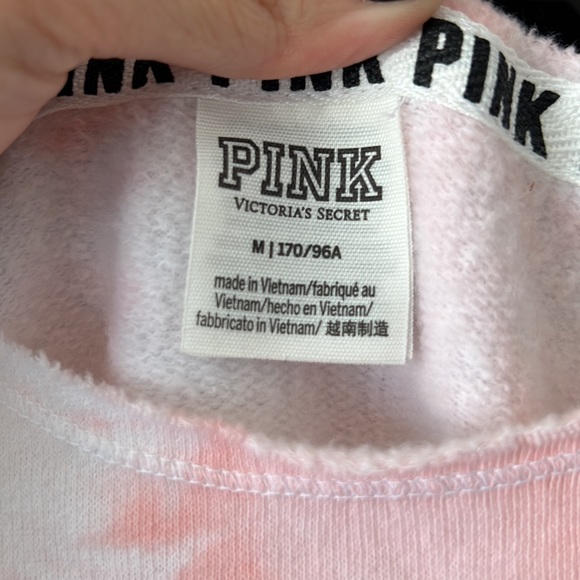 PINK PINK PINK
PINK
VICTORIA'S SECRET
M | 170/96A
made in Vietnam/fabriqué au
Vietnam/hecho en Vietnam/
fabbricato in Vietnam/ 越南制造